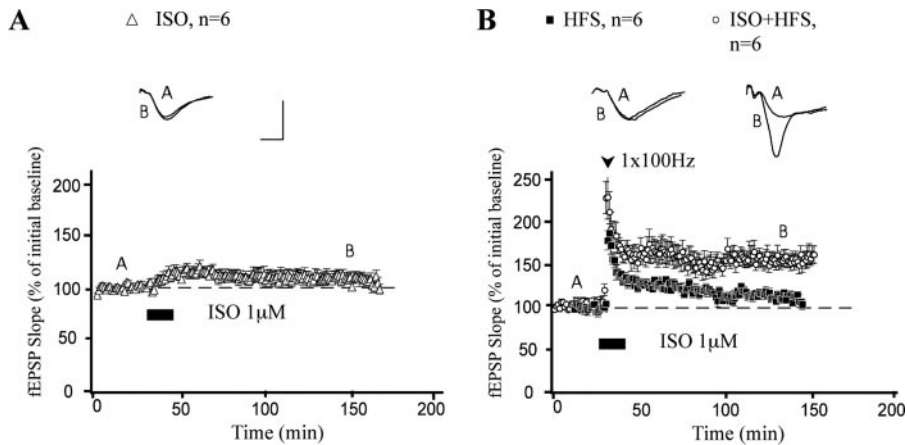 A
△ ISO, n=6
A
B
fEPSP Slope (% of initial baseline)
200
150
100
50
0
A
B
ISO 1μM
0
50
100
150
200
Time (min)
B
■ HFS, n=6
○ ISO+HFS,
n=6
A
B
A
B
1x100Hz
fEPSP Slope (% of initial baseline)
250
200
150
100
50
0
A
B
ISO 1μM
0
50
100
150
200
Time (min)